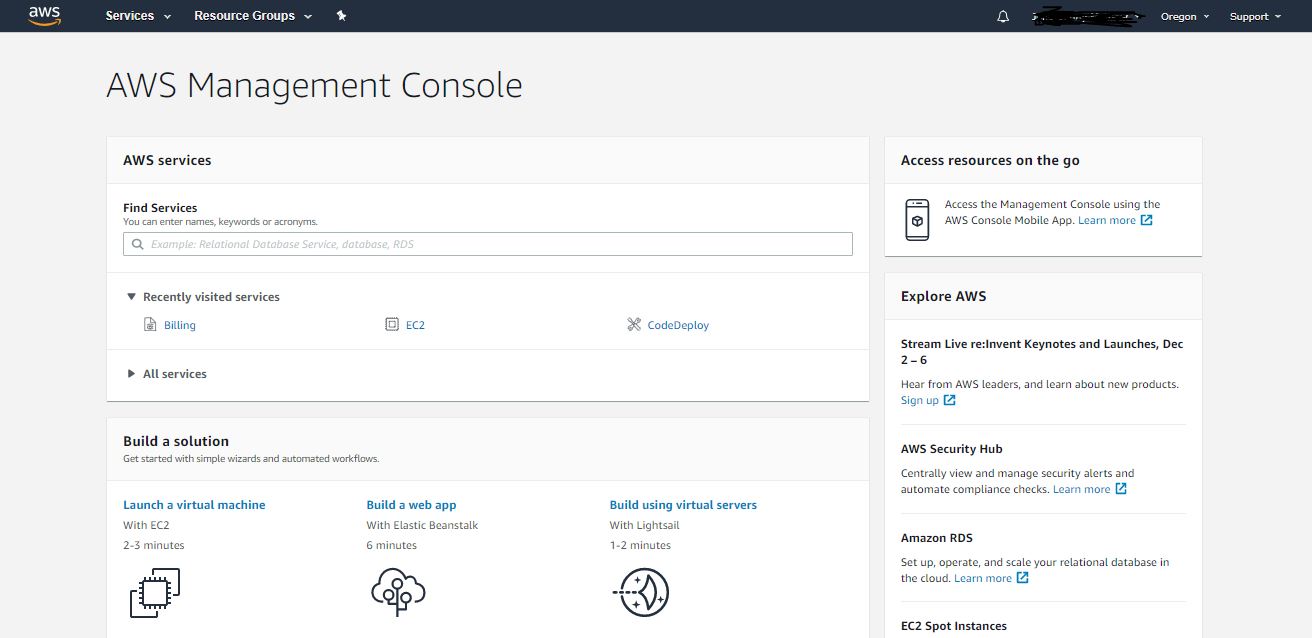 aws
Services
Resource Groups
Oregon
Support
AWS Management Console
AWS services
Find Services
You can enter names, keywords or acronyms.
Example: Relational Database Service, database, RDS
Recently visited services
Billing
EC2
CodeDeploy
All services
Build a solution
Get started with simple wizards and automated workflows.
Launch a virtual machine
With EC2
2-3 minutes
Build a web app
With Elastic Beanstalk
6 minutes
Build using virtual servers
With Lightsail
1-2 minutes
Access resources on the go
Access the Management Console using the
AWS Console Mobile App. Learn more
Explore AWS
Stream Live re:Invent Keynotes and Launches, Dec
2 – 6
Hear from AWS leaders, and learn about new products.
Sign up
AWS Security Hub
Centrally view and manage security alerts and
automate compliance checks. Learn more
Amazon RDS
Set up, operate, and scale your relational database in
the cloud. Learn more
EC2 Spot Instances